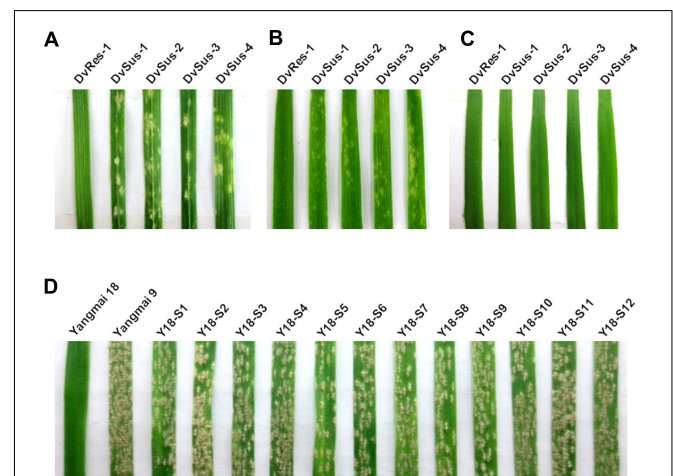 A
DvRes-1 DvSus-1 DvSus-2 DvSus-3 DvSus-4
B
DvRes-1 DvSus-1 DvSus-2 DvSus-3 DvSus-4
C
DvRes-1 DvSus-1 DvSus-2 DvSus-3 DvSus-4
D
Yangmai 18 Yangmai 9 Y18-S1 Y18-S2 Y18-S3 Y18-S4 Y18-S5 Y18-S6 Y18-S7 Y18-S8 Y18-S9 Y18-S10 Y18-S11 Y18-S12